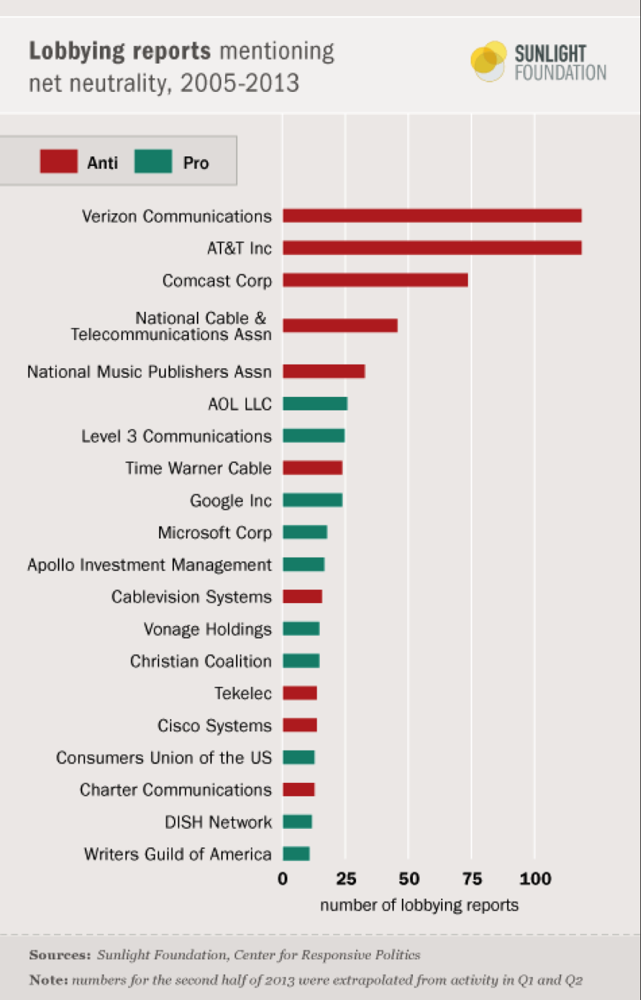 Lobbying reports mentioning
net neutrality, 2005-2013
SUNLIGHT
FOUNDATION
Anti
Pro
Verizon Communications
AT&T Inc
Comcast Corp
National Cable &
Telecommunications Assn
National Music Publishers Assn
AOL LLC
Level 3 Communications
Time Warner Cable
Google Inc
Microsoft Corp
Apollo Investment Management
Cablevision Systems
Vonage Holdings
Christian Coalition
Tekelec
Cisco Systems
Consumers Union of the US
Charter Communications
DISH Network
Writers Guild of America
0 25 50 75 100
number of lobbying reports
Sources: Sunlight Foundation, Center for Responsive Politics
Note: numbers for the second half of 2013 were extrapolated from activity in Q1 and Q2